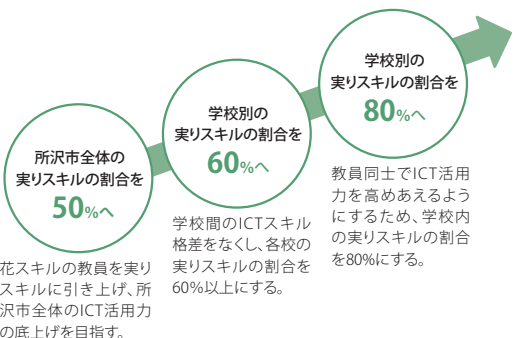 所沢市全体の
実りスキルの割合を
50%へ
花スキルの教員を実り
スキルに引き上げ、所
沢市全体のICT活用力
の底上げを目指す。
学校別の
実りスキルの割合を
60%へ
学校間のICTスキル
格差をなくし、各校の
実りスキルの割合を
60%以上にする。
学校別の
実りスキルの割合を
80%へ
教員同士でICT活用
力を高めあえるよう
にするため、学校内
の実りスキルの割合
を80%にする。